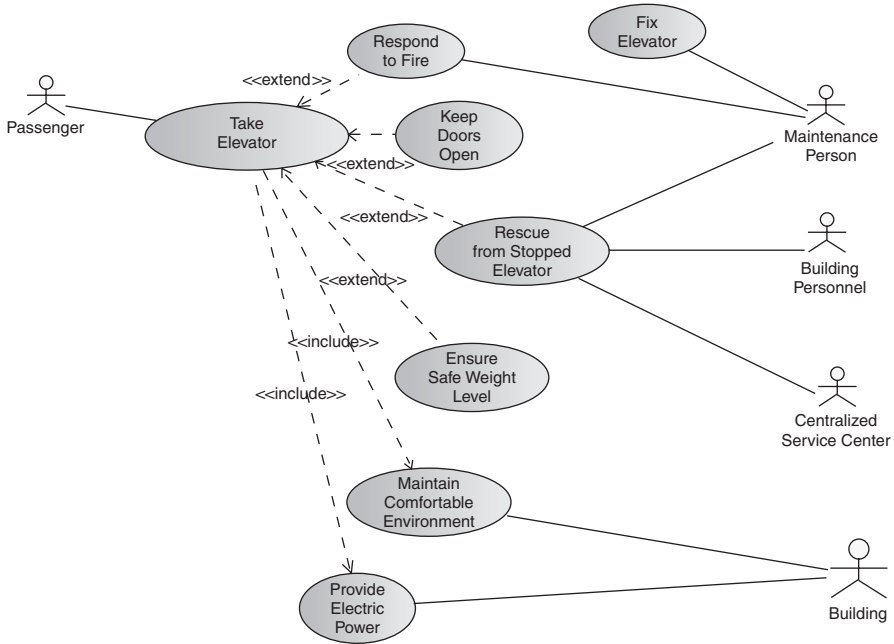 Respond
to Fire
Fix
Elevator
<<extend>>
Passenger
Take
Elevator
Keep
Doors
Open
Maintenance
Person
<<extend>>
<<extend>>
Rescue
from Stopped
Elevator
Building
Personnel
<<extend>>
<<include>>
Ensure
Safe Weight
Level
<<include>>
Centralized
Service Center
Maintain
Comfortable
Environment
Provide
Electric
Power
Building